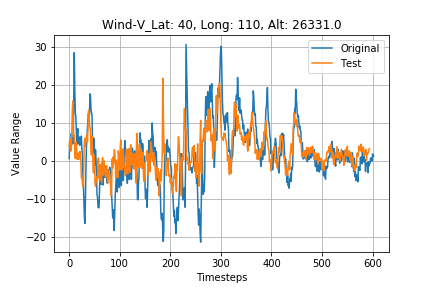 Wind-V_Lat: 40, Long: 110, Alt: 26331.0
Original
Test
Value Range
30
20
10
0
−10
−20
0 100 200 300 400 500 600
Timesteps